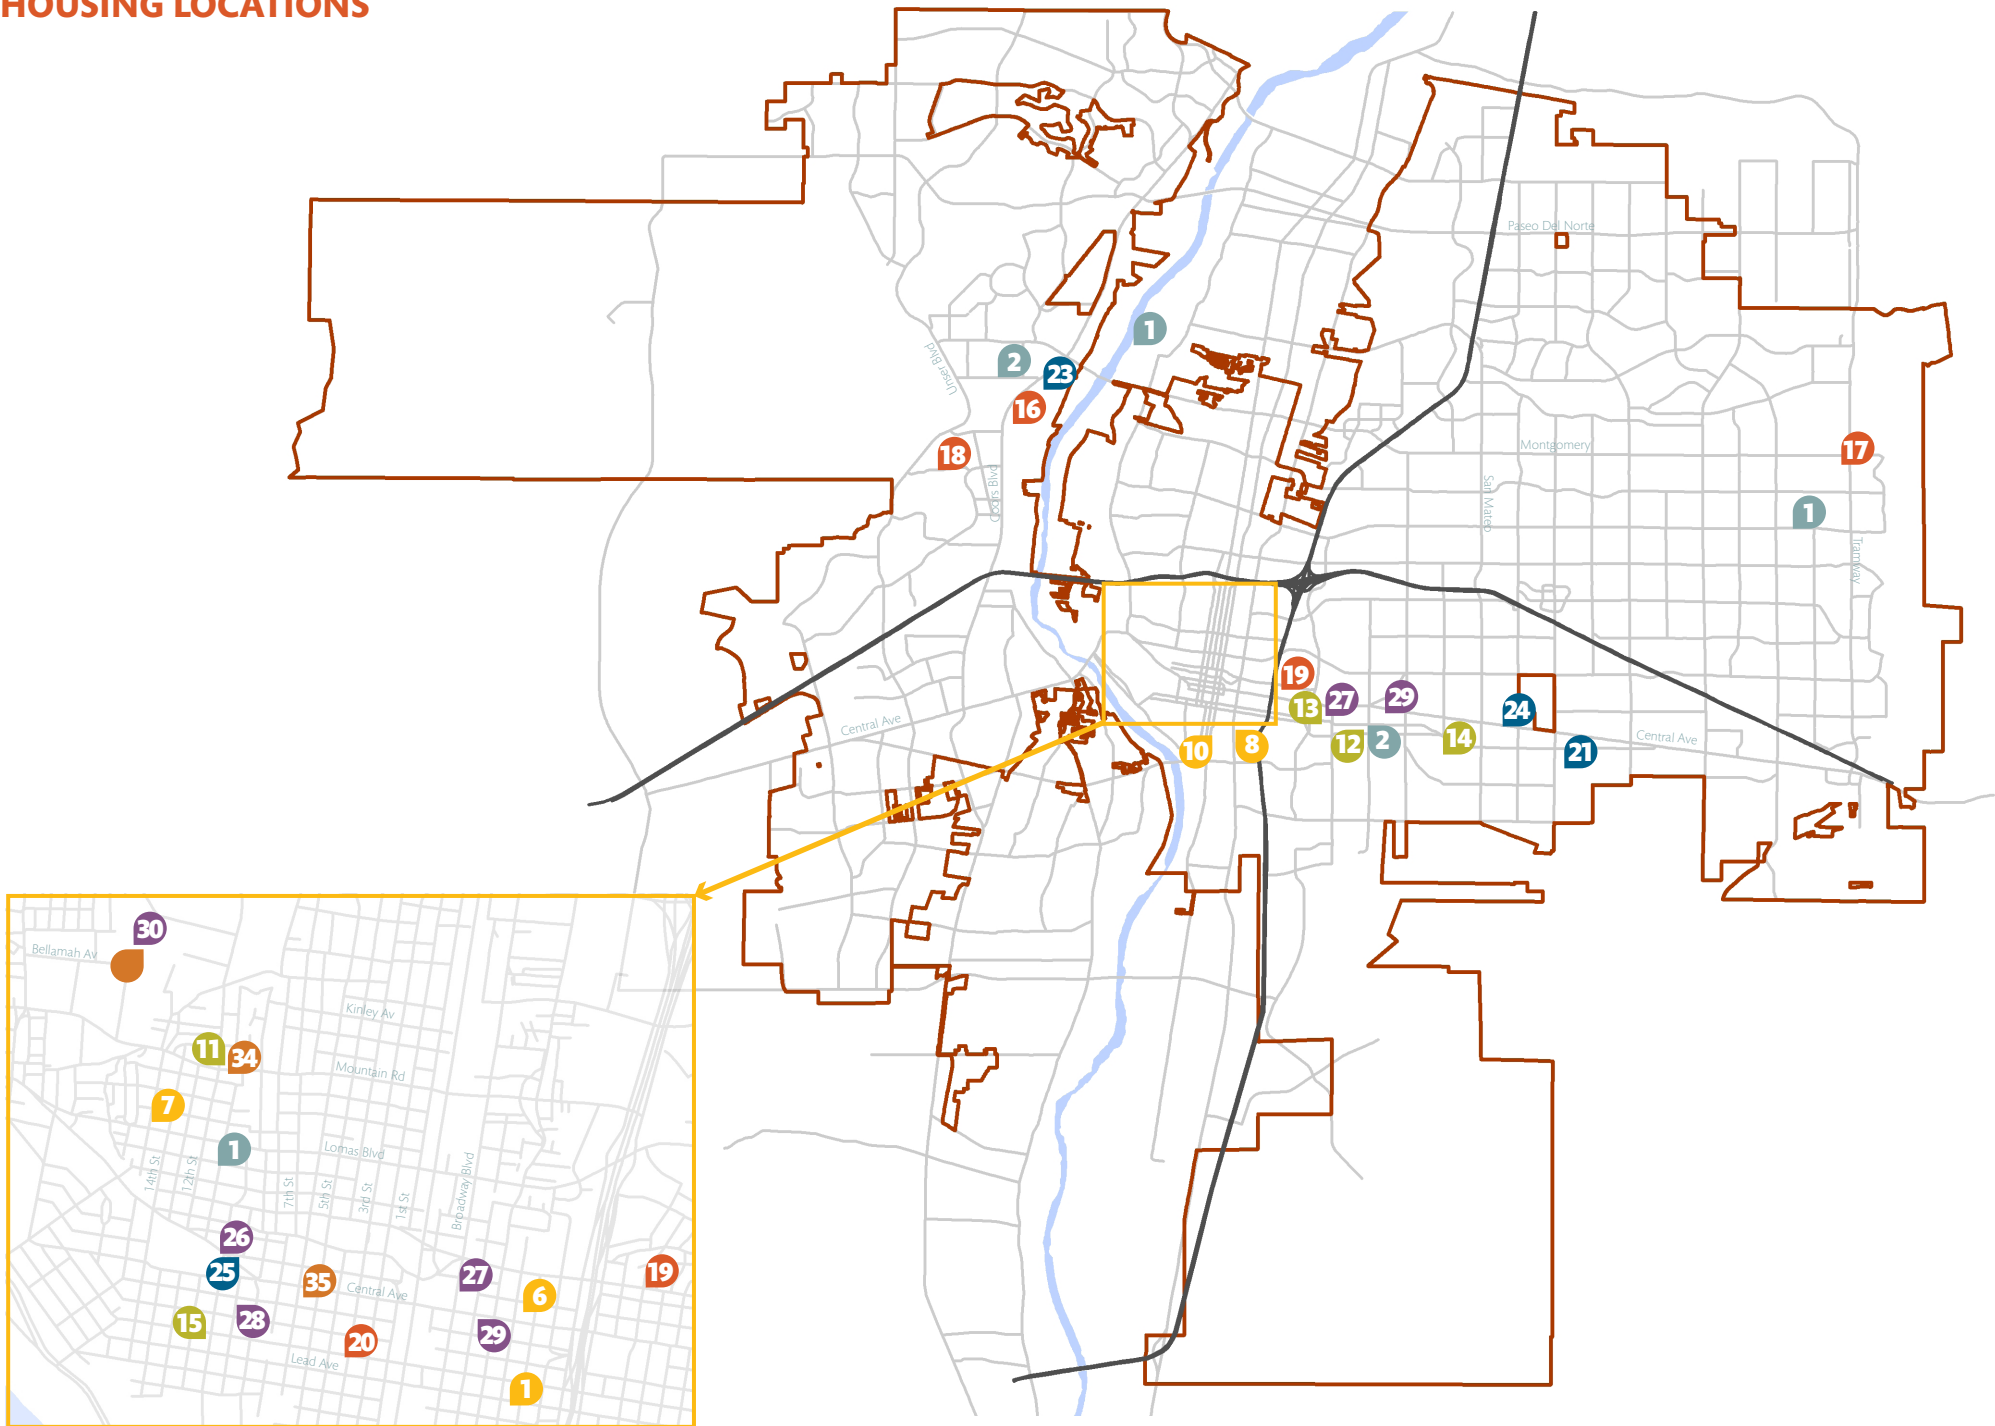 HOUSING LOCATIONS
Paseo Del Norte
1
2
23
Unser Blvd
16
18
Montgomery
17
Coors Blvd
San Mateo
1
Tramway
19
13
27
29
24
Central Ave
10
8
12
2
14
21
Central Ave
30
Bellamah Av
Kinley Av
11
34
Mountain Rd
7
1
Lomas Blvd
14th St
12th St
7th St
5th St
3rd St
1st St
Broadway Blvd
26
25
35
Central Ave
27
6
19
15
28
20
29
Lead Ave
1